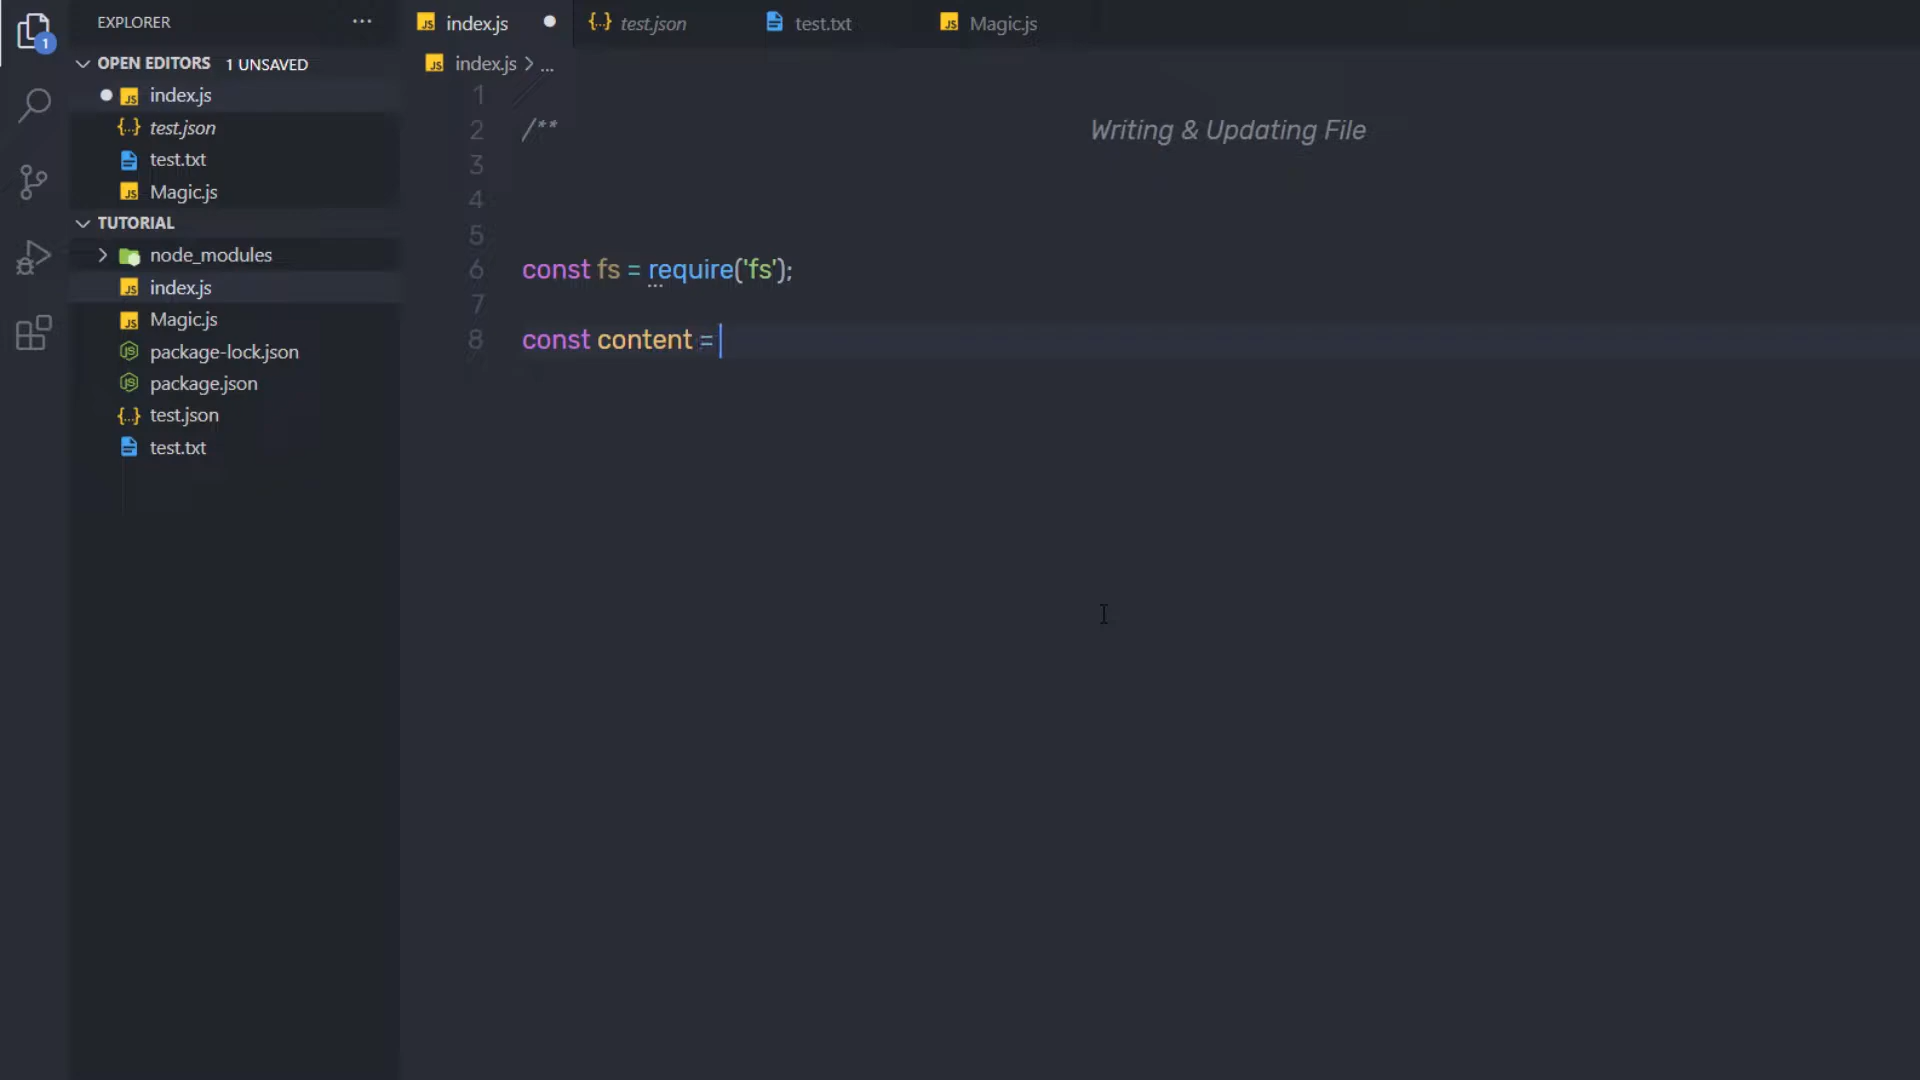 EXPLORER
1
OPEN EDITORS 1 UNSAVED
index.js
test.json
test.txt
Magic.js
TUTORIAL
node_modules
index.js
Magic.js
package-lock.json
package.json
test.json
test.txt
index.js test.json test.txt Magic.js
index.js > ...
1
2 /** Writing & Updating File
3
4
5
6 const fs = require('fs');
7
8 const content =